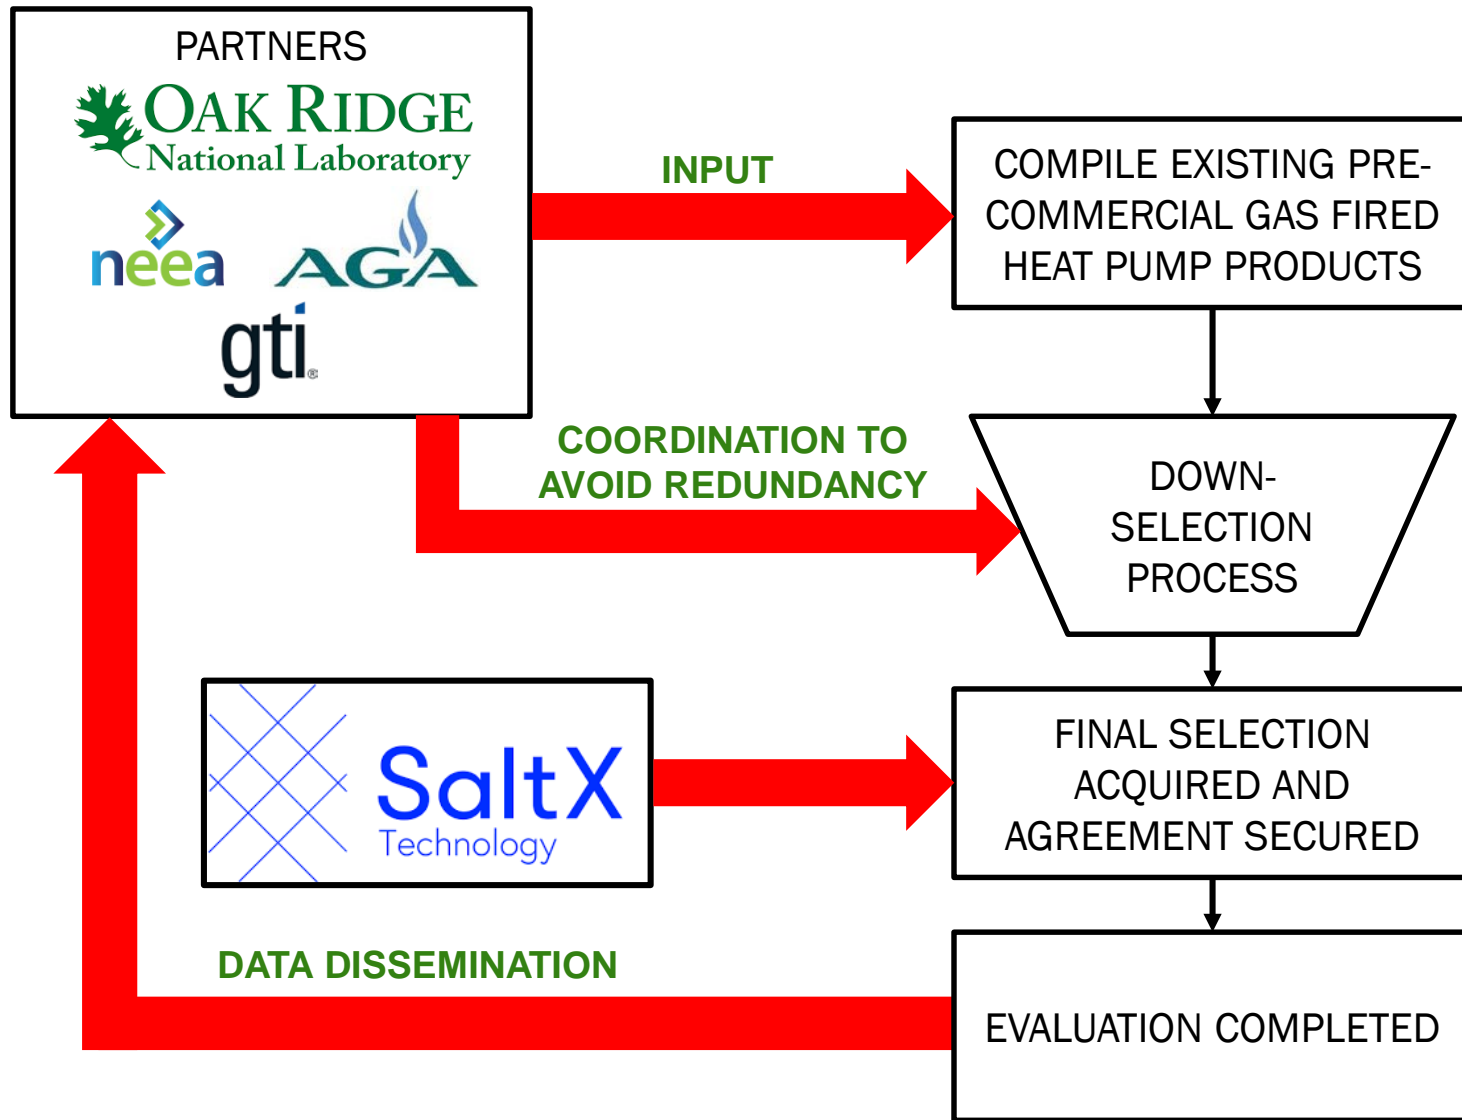 PARTNERS
OAK RIDGE
National Laboratory
neea
AGA
gti®
INPUT
COMPILE EXISTING PRE-
COMMERCIAL GAS FIRED
HEAT PUMP PRODUCTS
COORDINATION TO
AVOID REDUNDANCY
DOWN-
SELECTION
PROCESS
SaltX
Technology
FINAL SELECTION
ACQUIRED AND
AGREEMENT SECURED
DATA DISSEMINATION
EVALUATION COMPLETED